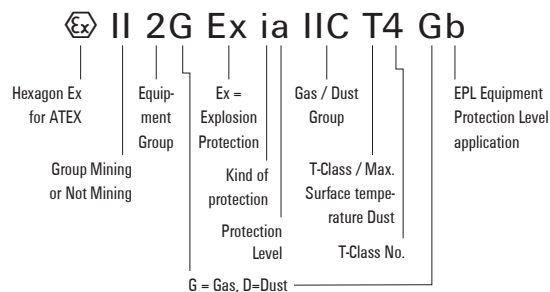 Ex II 2G Ex ia IIC T4 Gb
Hexagon Ex
for ATEX
Equip-
ment
Group
Ex =
Explosion
Protection
Gas / Dust
Group
EPL Equipment
Protection Level
application
Group Mining
or Not Mining
Kind of
protection
T-Class / Max.
Surface tempe-
rature Dust
Protection
Level
T-Class No.
G = Gas, D=Dust